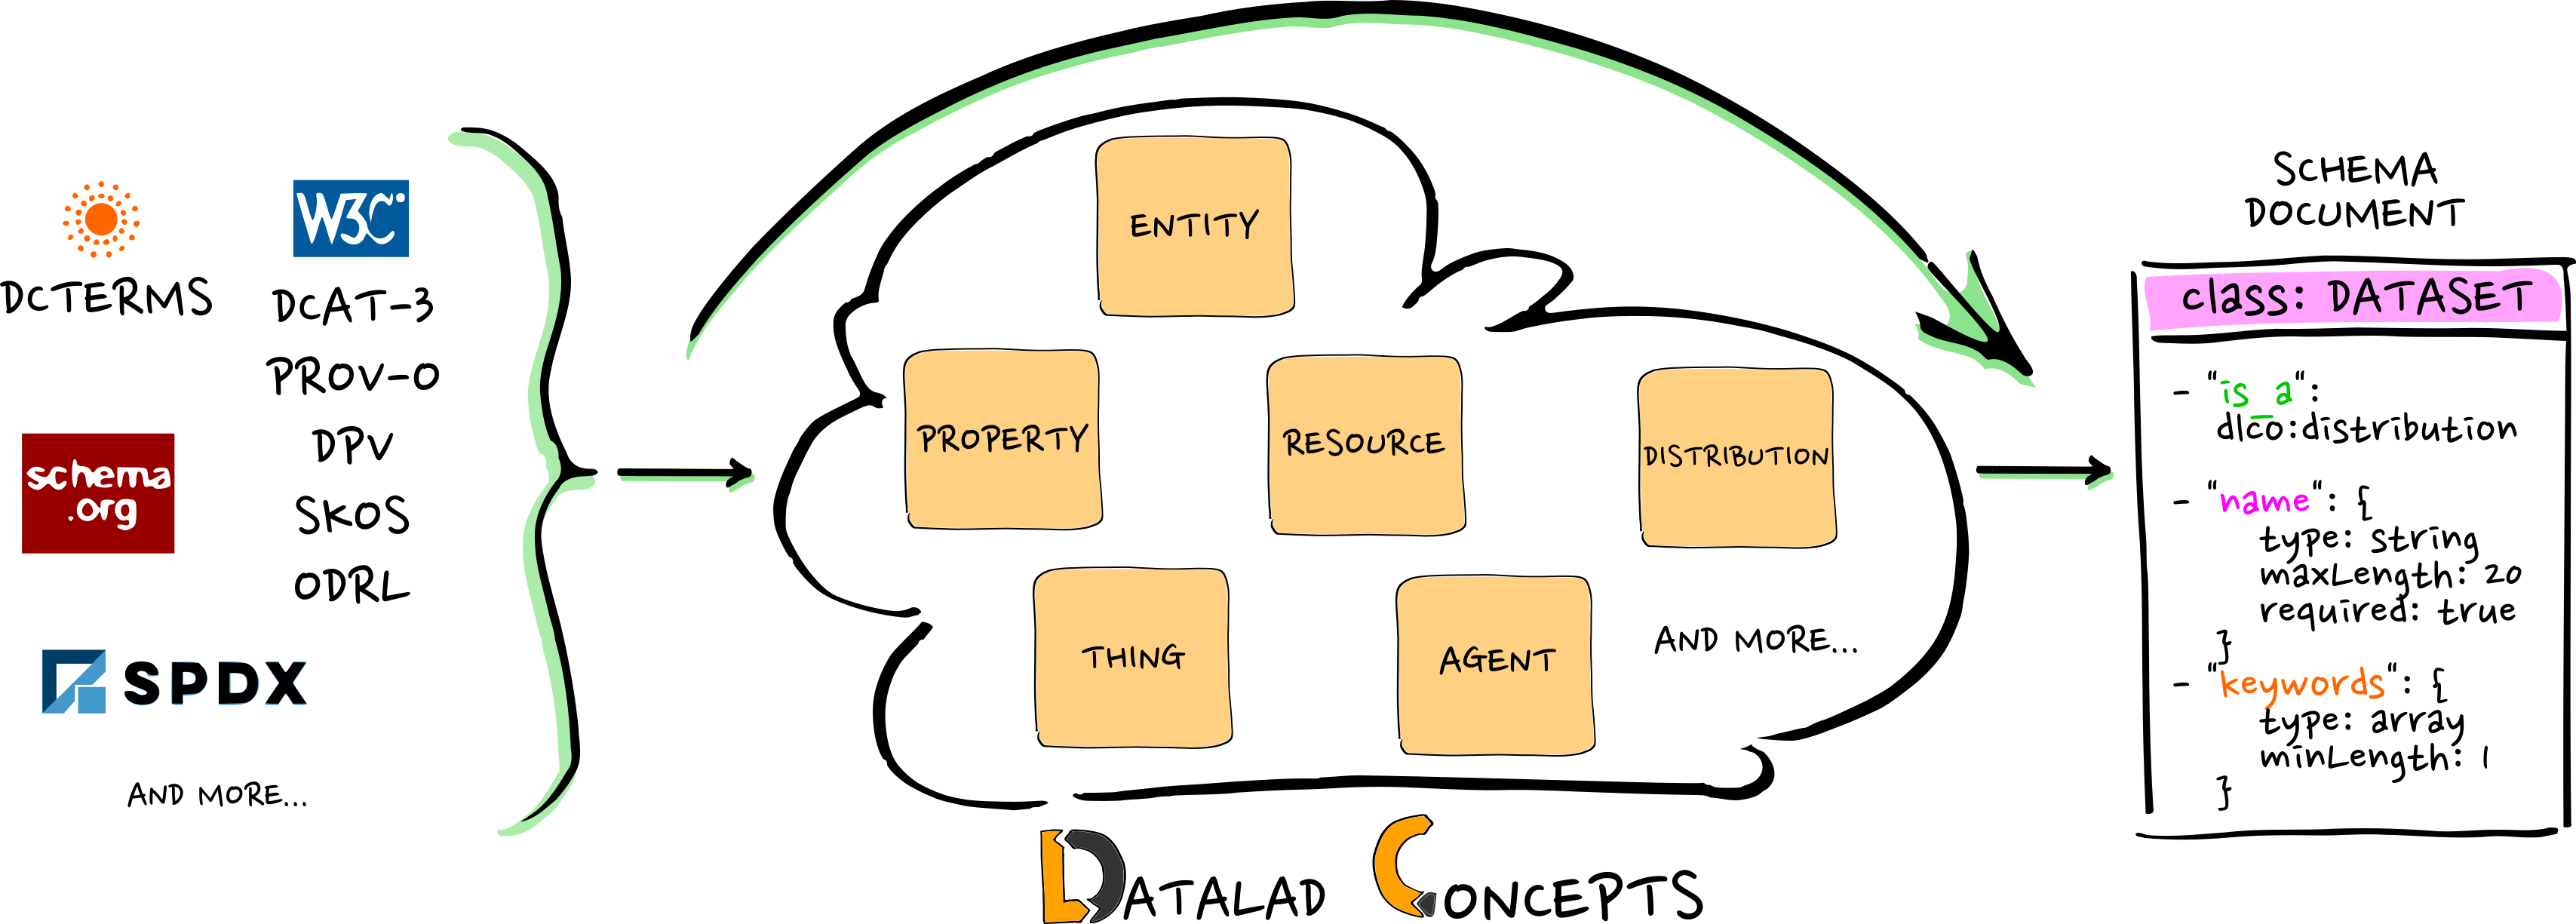 DCTERMS
W3C
DCAT-3
PROV-O
DPV
SKOS
ODRL
schema
.org
SPDX
AND MORE...
ENTITY
PROPERTY
RESOURCE
DISTRIBUTION
THING
AGENT
AND MORE...
DATALAD CONCEPTS
SCHEMA
DOCUMENT
class: DATASET
- "is_a":
dlco:distribution
- "name": {
type: string
maxLength: 20
required: true
}
- "keywords": {
type: array
minLength: 1
}